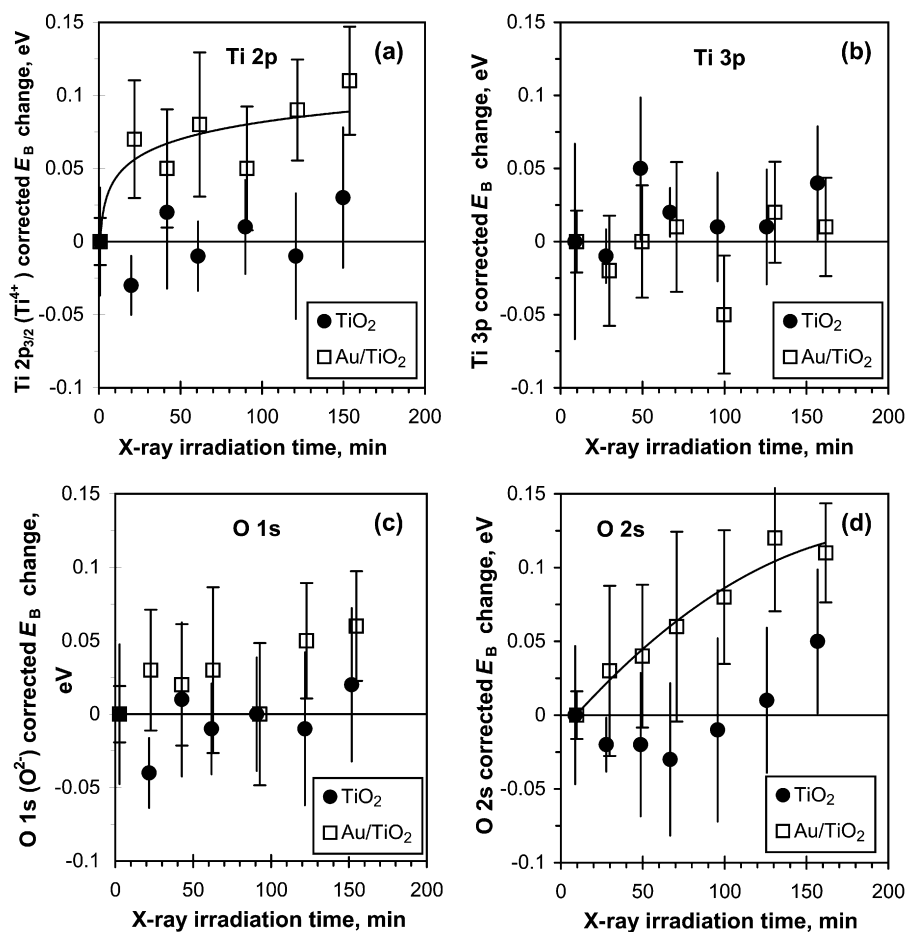 (a)
Ti 2p
Ti 2p3/2 (Ti4+) corrected EB change, eV
0.15
0.1
0.05
0
-0.05
-0.1
TiO2
Au/TiO2
0 50 100 150 200
X-ray irradiation time, min
(b)
Ti 3p
Ti 3p corrected EB change, eV
0.15
0.1
0.05
0
-0.05
-0.1
TiO2
Au/TiO2
0 50 100 150 200
X-ray irradiation time, min
(c)
O 1s
O 1s (O2-) corrected EB change,
eV
0.15
0.1
0.05
0
-0.05
-0.1
TiO2
Au/TiO2
0 50 100 150 200
X-ray irradiation time, min
(d)
O 2s
O 2s corrected EB change, eV
0.15
0.1
0.05
0
-0.05
-0.1
TiO2
Au/TiO2
0 50 100 150 200
X-ray irradiation time, min